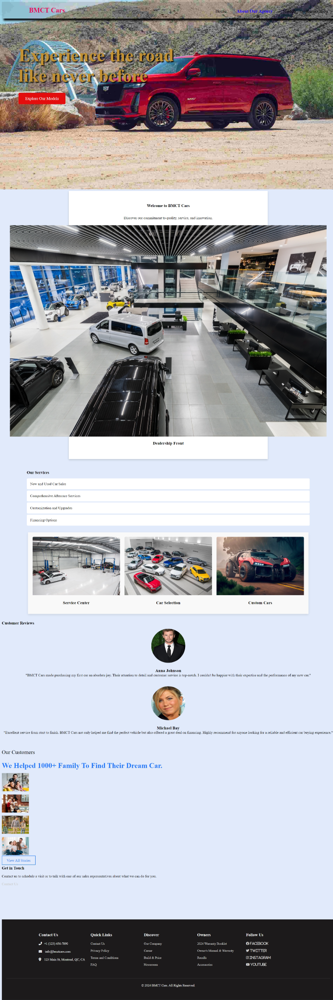 BMCT Cars
Home
About Our Agency
Models
Reservation
Experience the road
like never before
Explore Our Models
Welcome to BMCT Cars
Discover our commitment to quality, service, and innovation.
Dealership Front
Our Services
New and Used Car Sales
Comprehensive Aftercare Services
Customization and Upgrades
Financing Options
Service Center
Car Selection
Custom Cars
Customer Reviews
Anna Johnson
"BMCT Cars made purchasing my first car an absolute joy. Their attention to detail and customer service is top-notch. I couldn't be happier with their expertise and the performance of my new car."
Michael Bay
"Excellent service from start to finish. BMCT Cars not only helped me find the perfect vehicle but also offered a great deal on financing. Highly recommend for anyone looking for a reliable and efficient car buying experience."
Our Customers
We Helped 1000+ Family To Find Their Dream Car.
View All Stories
Get in Touch
Contact us to schedule a visit or to talk with one of our sales representatives about what we can do for you.
Contact Us
Contact Us
+1 (123) 456-7890
info@bmctcars.com
123 Main St, Montreal, QC, CA
Quick Links
Contact Us
Privacy Policy
Terms and Conditions
FAQ
Discover
Our Company
Career
Build & Price
Newsroom
Owners
2024 Warranty Booklet
Owner's Manual & Warranty
Recalls
Accessories
Follow Us
FACEBOOK
TWITTER
INSTAGRAM
YOUTUBE
© 2024 BMCT Cars. All Rights Reserved.